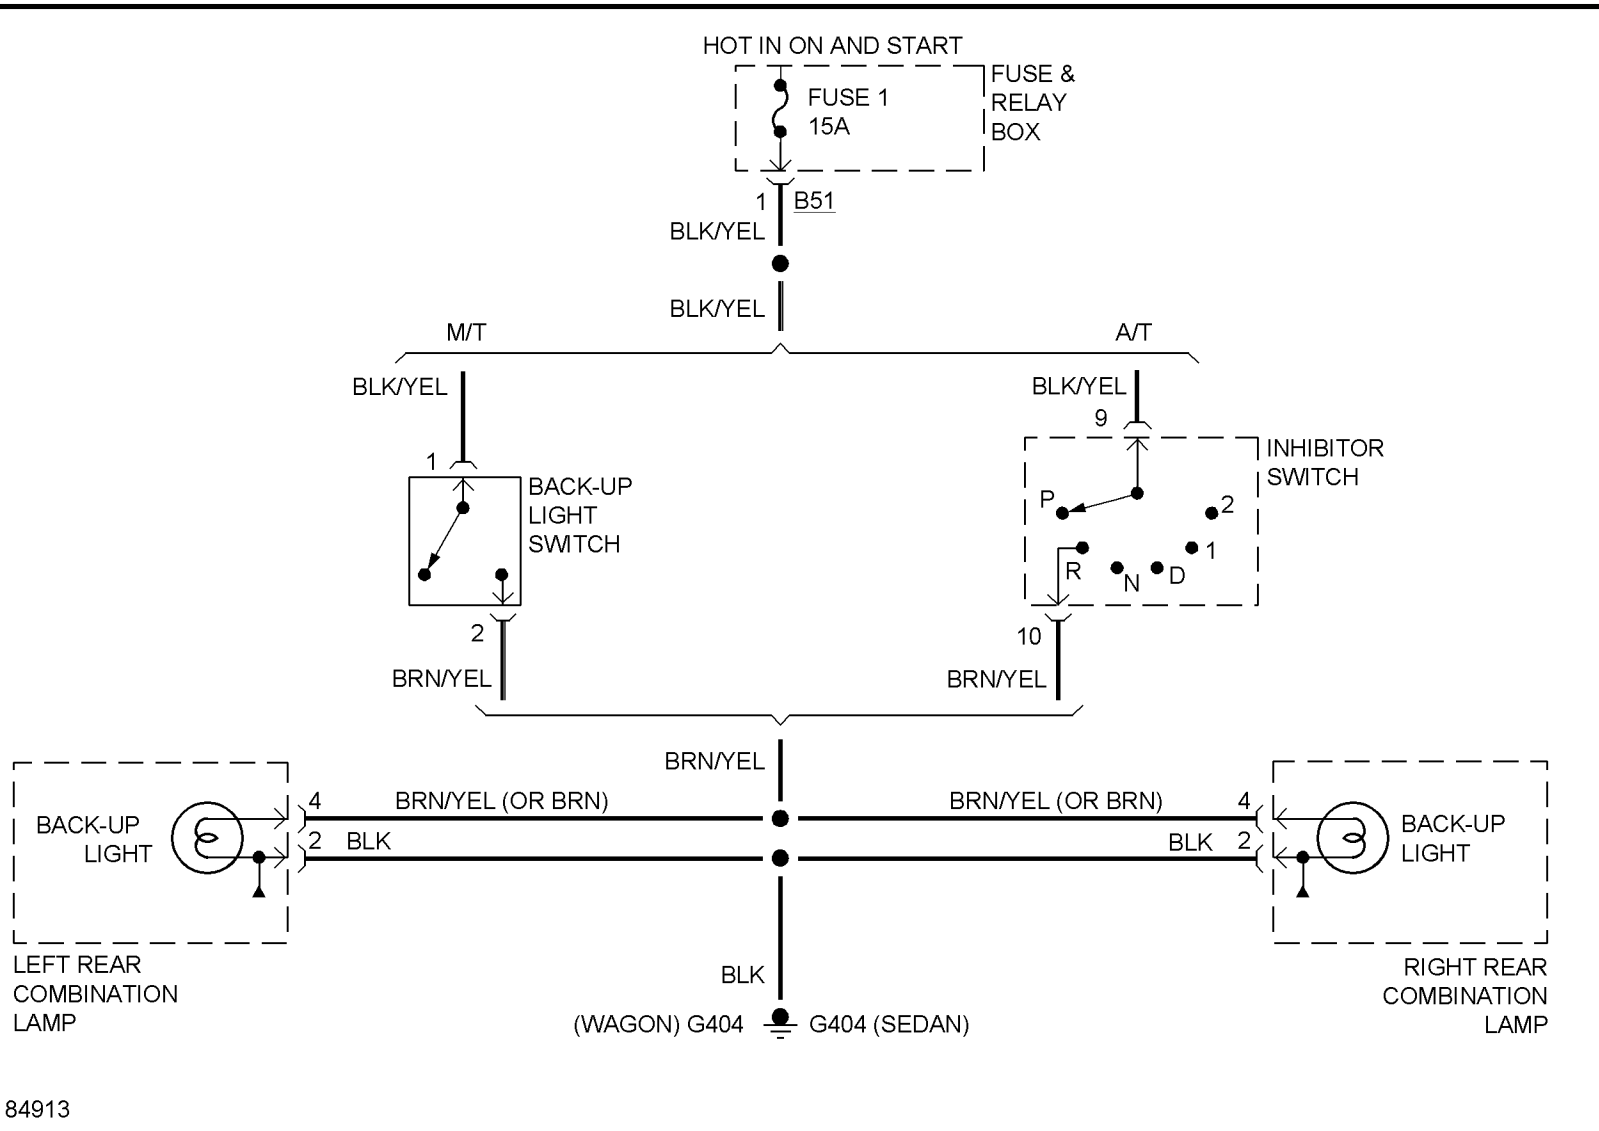 HOT IN ON AND START
FUSE &
RELAY
BOX
FUSE 1
15A
1 B51
BLK/YEL
BLK/YEL
M/T
A/T
BLK/YEL
BLK/YEL
9
1
BACK-UP
LIGHT
SWITCH
INHIBITOR
SWITCH
P
R
N
D
1
2
2
10
BRN/YEL
BRN/YEL
BRN/YEL
BACK-UP
LIGHT
4
BRN/YEL (OR BRN)
BRN/YEL (OR BRN)
4
2
BLK
BLK
2
BACK-UP
LIGHT
LEFT REAR
COMBINATION
LAMP
BLK
RIGHT REAR
COMBINATION
LAMP
(WAGON) G404
G404 (SEDAN)
84913